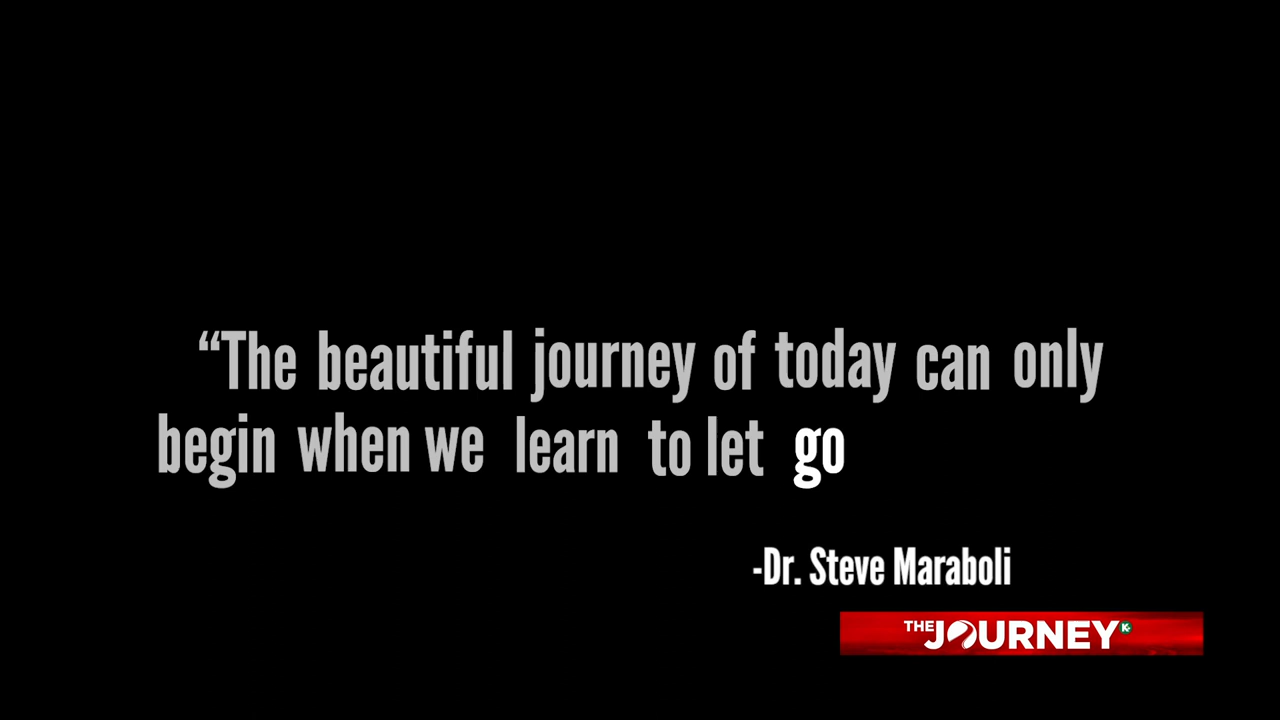 “The beautiful journey of today can only
begin when we learn to let go
-Dr. Steve Maraboli
THE JOURNEY K+